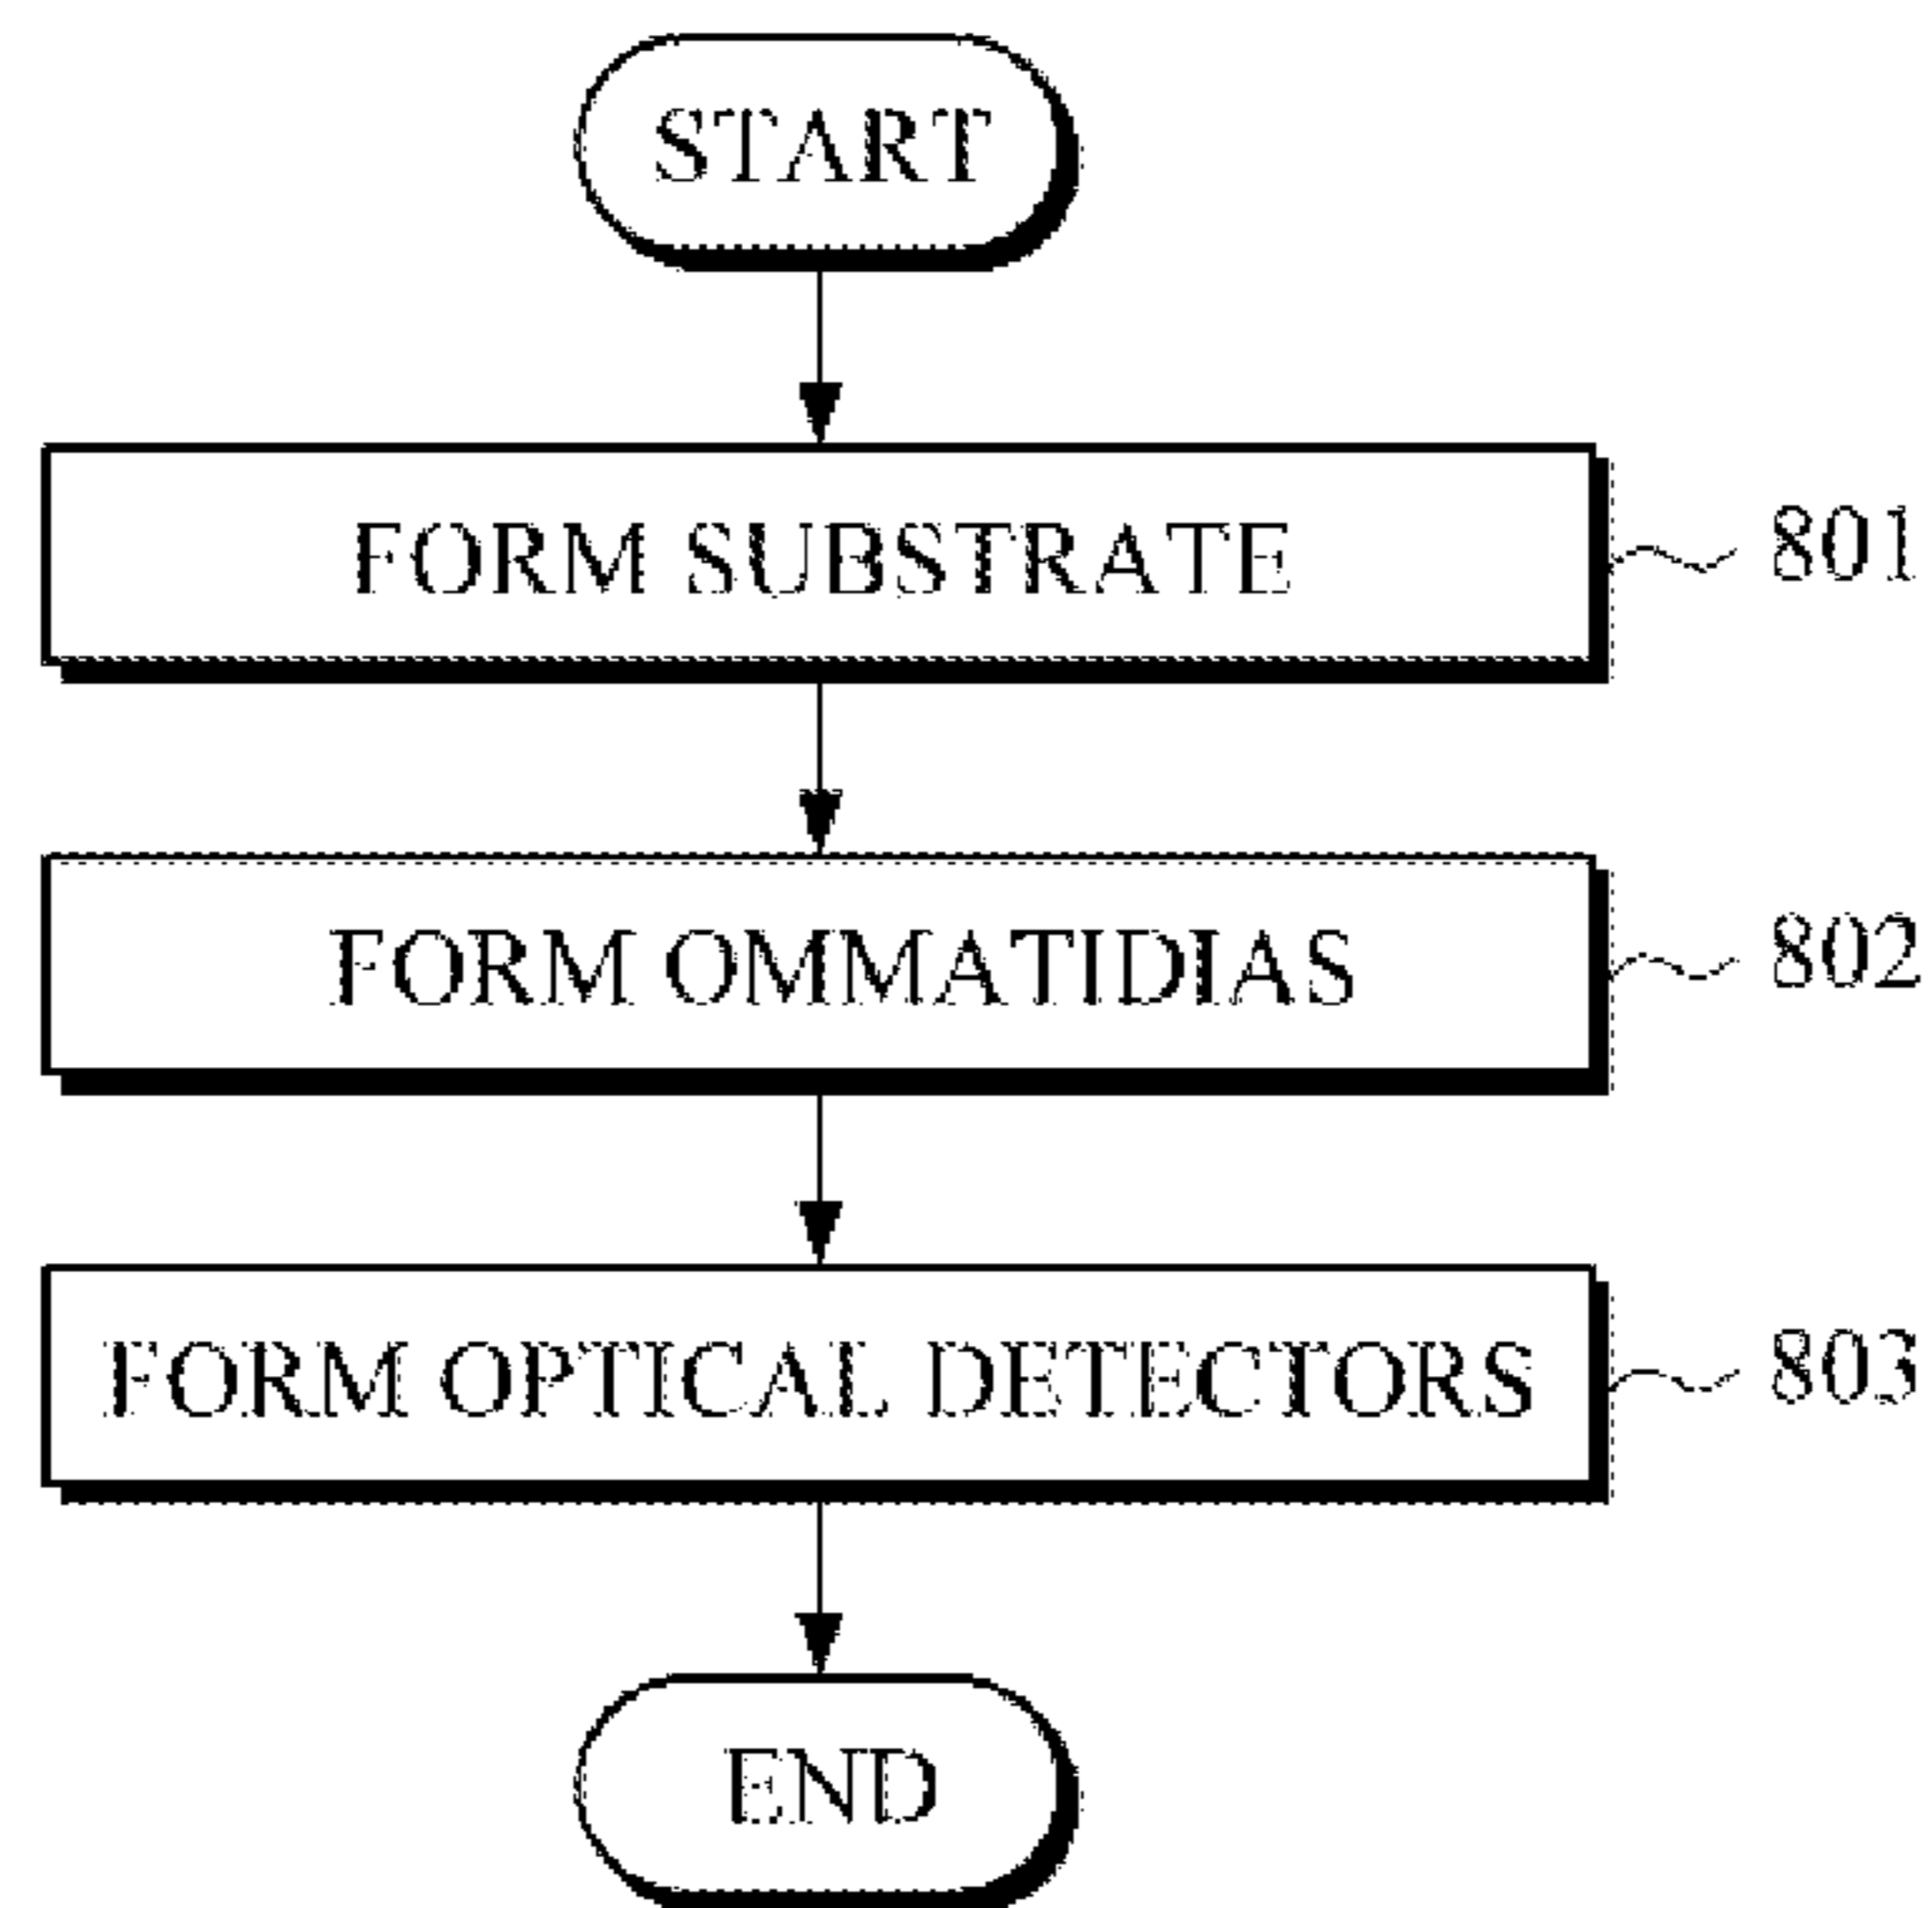 START
FORM SUBSTRATE
801
FORM OMMATIDIAS
802
FORM OPTICAL DETECTORS
803
END